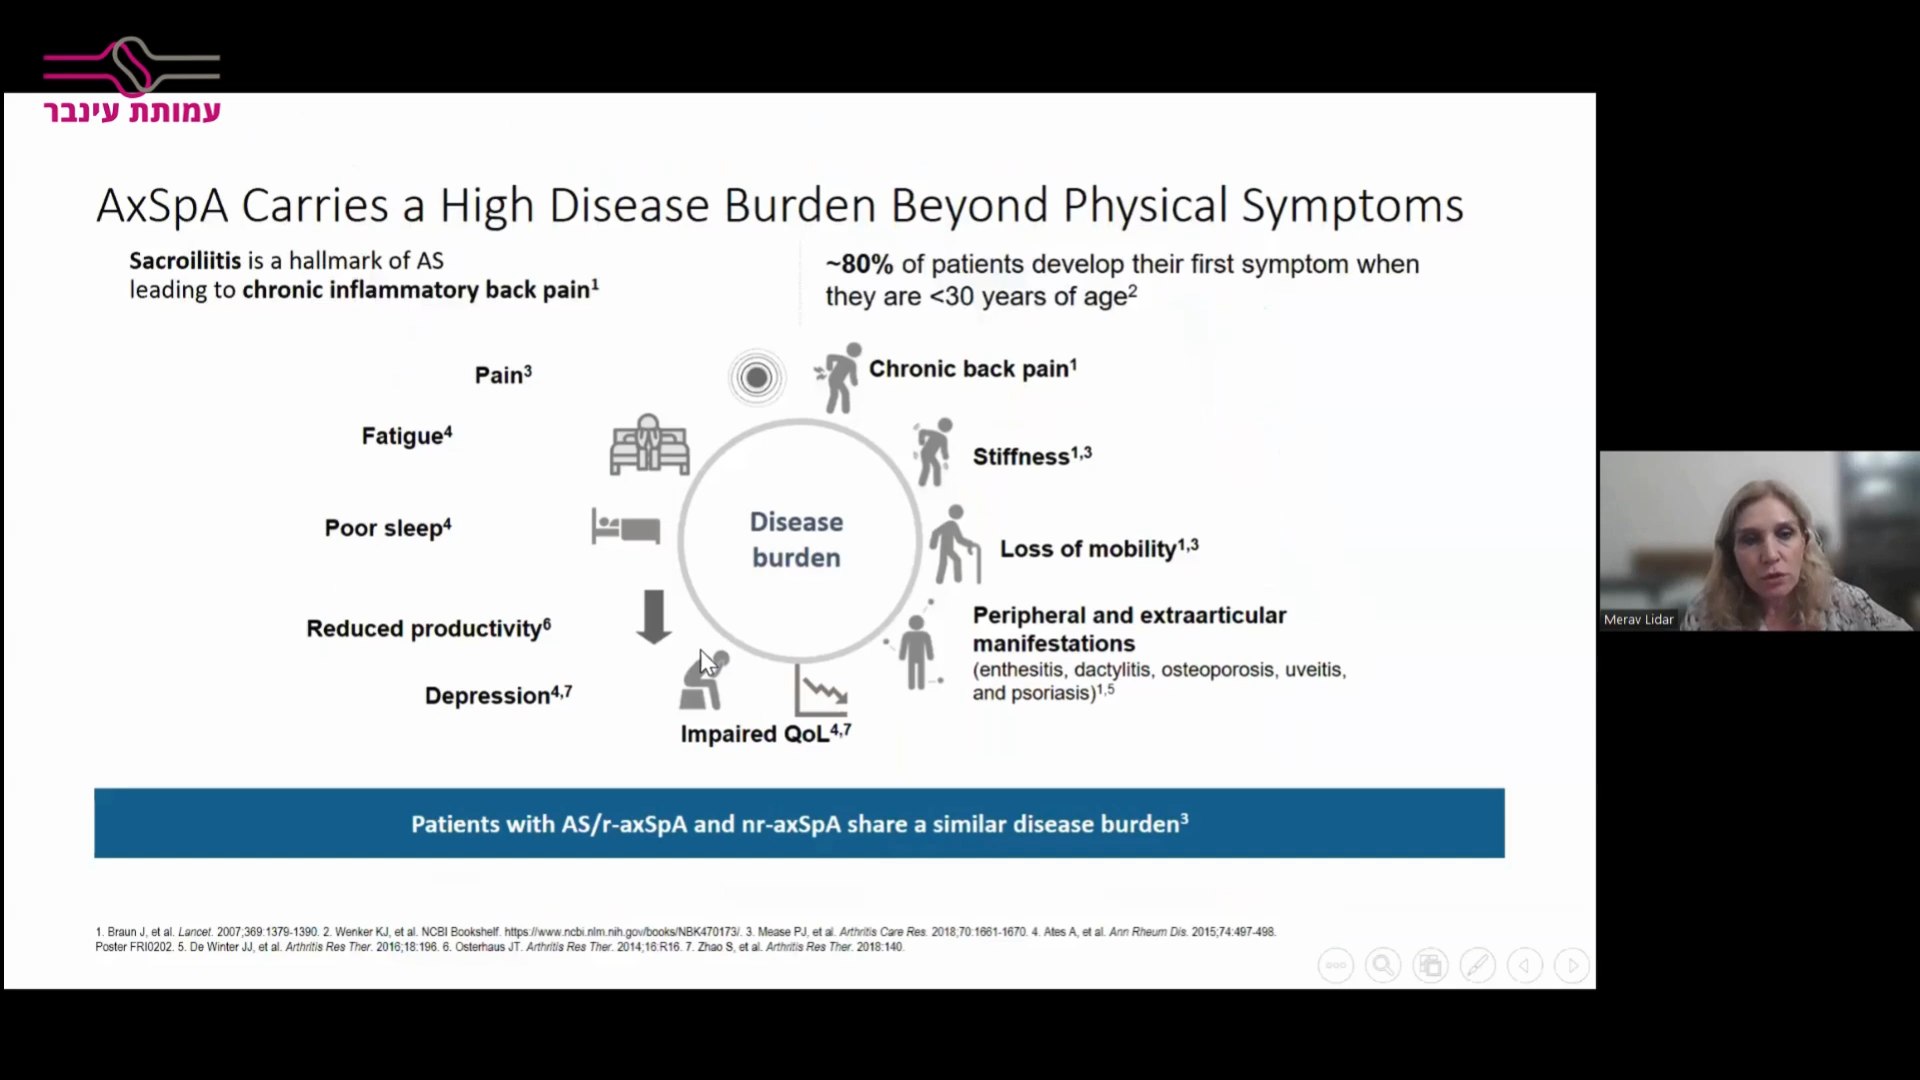 עמותת עינבר
AxSpA Carries a High Disease Burden Beyond Physical Symptoms
Sacroiliitis is a hallmark of AS
leading to chronic inflammatory back pain¹
~80% of patients develop their first symptom when
they are <30 years of age²
Pain³
Chronic back pain¹
Fatigue⁴
Stiffness¹,³
Poor sleep⁴
Disease
burden
Loss of mobility¹,³
Reduced productivity⁶
Peripheral and extraarticular
manifestations
(enthesitis, dactylitis, osteoporosis, uveitis,
and psoriasis)¹,⁵
Depression⁴,⁷
Impaired QoL⁴,⁷
Patients with AS/r-axSpA and nr-axSpA share a similar disease burden³
1. Braun J, et al. Lancet. 2007;369:1379-1390. 2. Wenker KJ, et al. NCBI Bookshelf. https://www.ncbi.nlm.nih.gov/books/NBK470173/. 3. Mease PJ, et al. Arthritis Care Res. 2018;70:1661-1670. 4. Ates A, et al. Ann Rheum Dis. 2015;74:497-498.
Poster FRI0202. 5. De Winter JJ, et al. Arthritis Res Ther. 2016;18:196. 6. Osterhaus JT. Arthritis Res Ther. 2014;16:R16. 7. Zhao S, et al. Arthritis Res Ther. 2018:140.
Merav Lidar